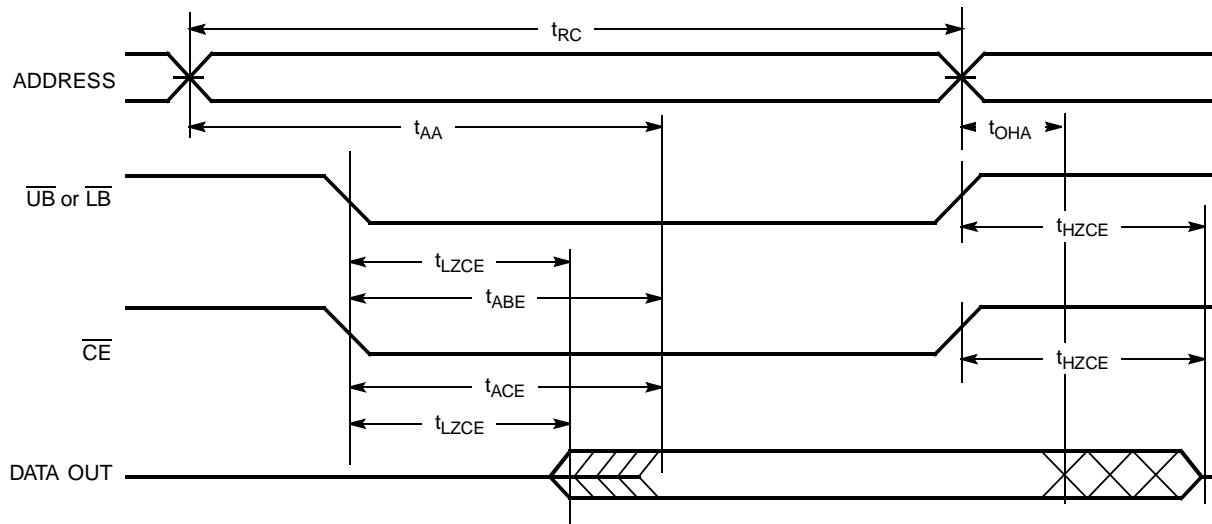 tRC
ADDRESS
tAA
tOHA
UB or LB
tHZCE
tLZCE
tABE
CE
tHZCE
tACE
tLZCE
DATA OUT